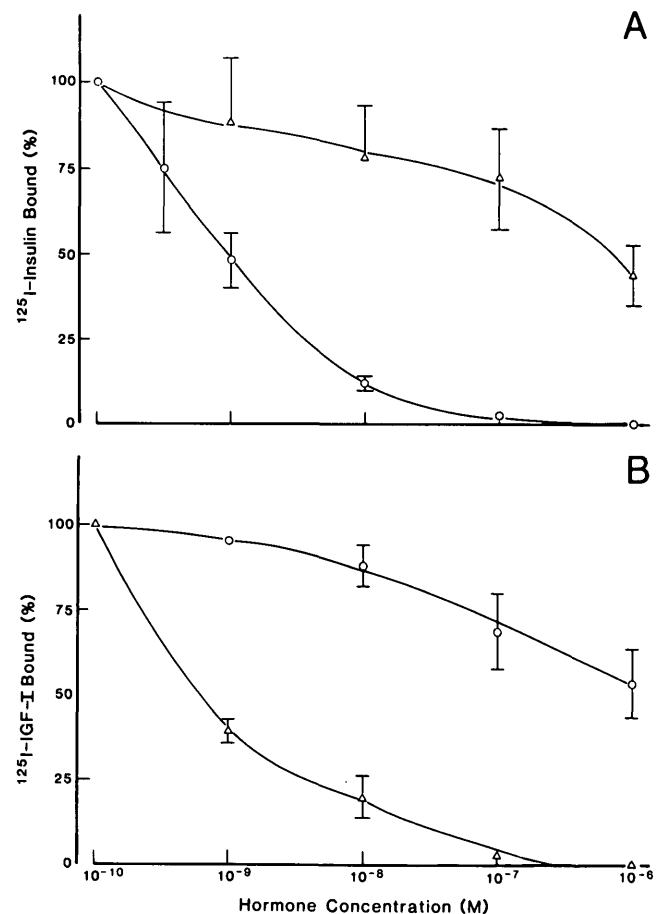 A
¹²⁵I-Insulin Bound (%)
100
75
50
25
0
B
¹²⁵I-IGF-I Bound (%)
100
75
50
25
0
10⁻¹⁰ 10⁻⁹ 10⁻⁸ 10⁻⁷ 10⁻⁶
Hormone Concentration (M)